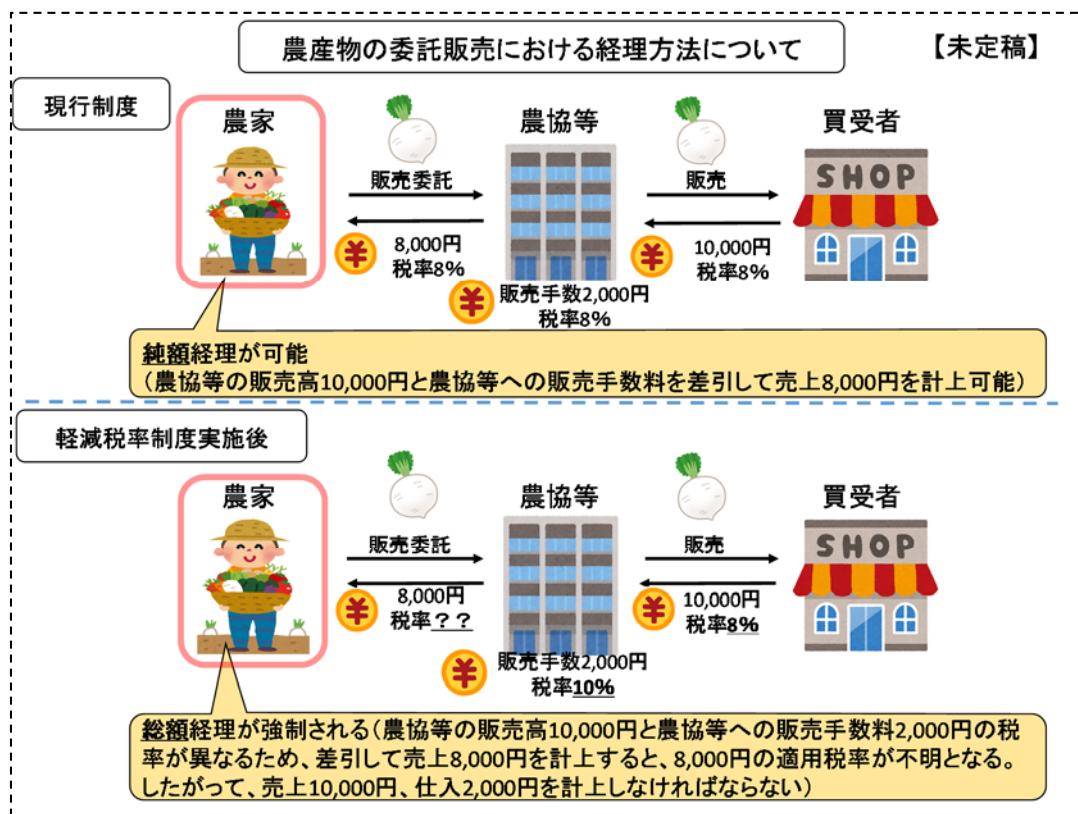 農産物の委託販売における経理方法について
【未定稿】
現行制度
農家
農協等
買受者
SHOP
販売委託
販売
8,000円
税率8%
10,000円
税率8%
¥
¥
¥
販売手数2,000円
税率8%
純額経理が可能
(農協等の販売高10,000円と農協等への販売手数料を差引して売上8,000円を計上可能)
軽減税率制度実施後
農家
農協等
買受者
SHOP
販売委託
販売
8,000円
税率??
10,000円
税率8%
¥
¥
¥
販売手数2,000円
税率10%
総額経理が強制される(農協等の販売高10,000円と農協等への販売手数料2,000円の税
率が異なるため、差引して売上8,000円を計上すると、8,000円の適用税率が不明となる。
したがって、売上10,000円、仕入2,000円を計上しなければならない)